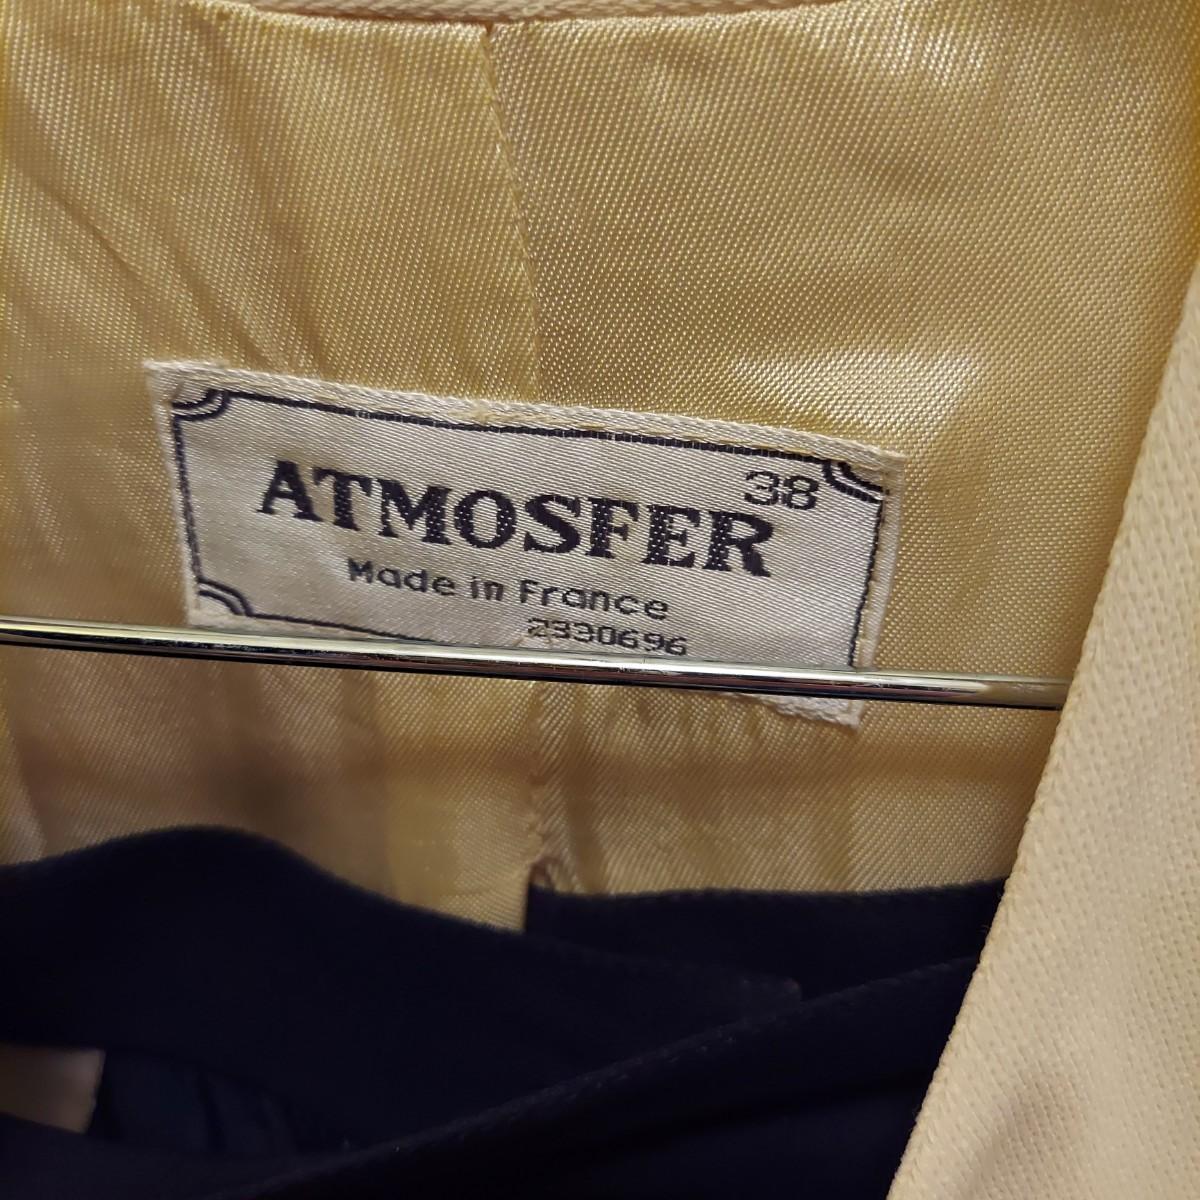 38
ATMOSFER
Made in France
2330696